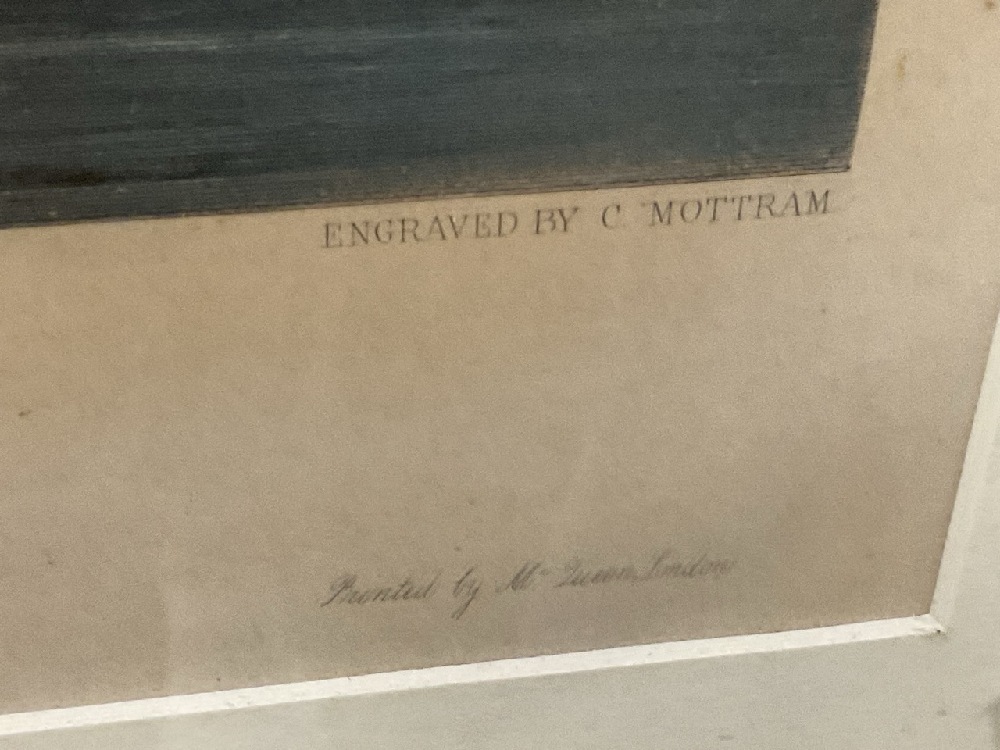 ENGRAVED BY C MOTTRAM
Printed by Mc Queen, London